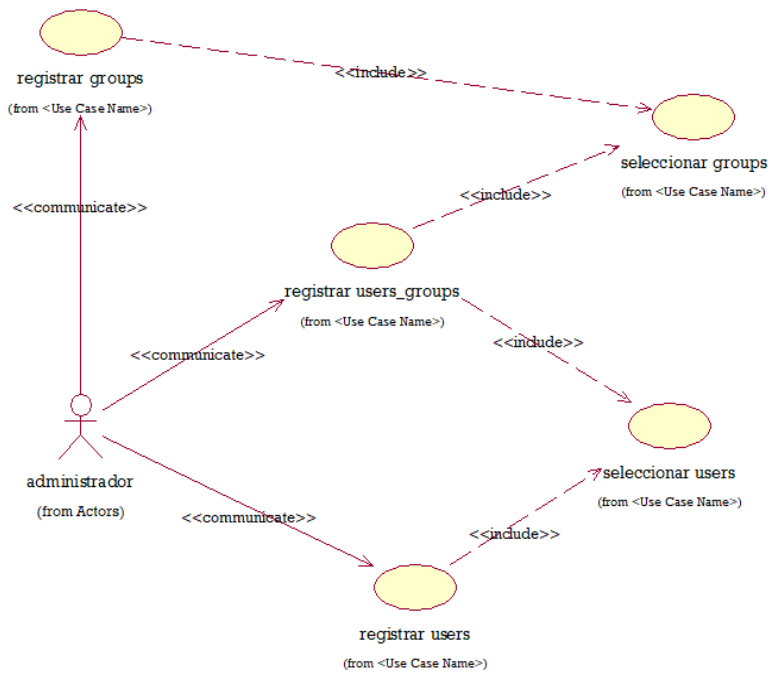 registrar groups
(from <Use Case Name>)
<<include>>
seleccionar groups
(from <Use Case Name>)
<<communicate>>
<<include>>
registrar users_groups
(from <Use Case Name>)
<<communicate>>
<<include>>
administrador
(from Actors)
seleccionar users
(from <Use Case Name>)
<<communicate>>
<<include>>
registrar users
(from <Use Case Name>)